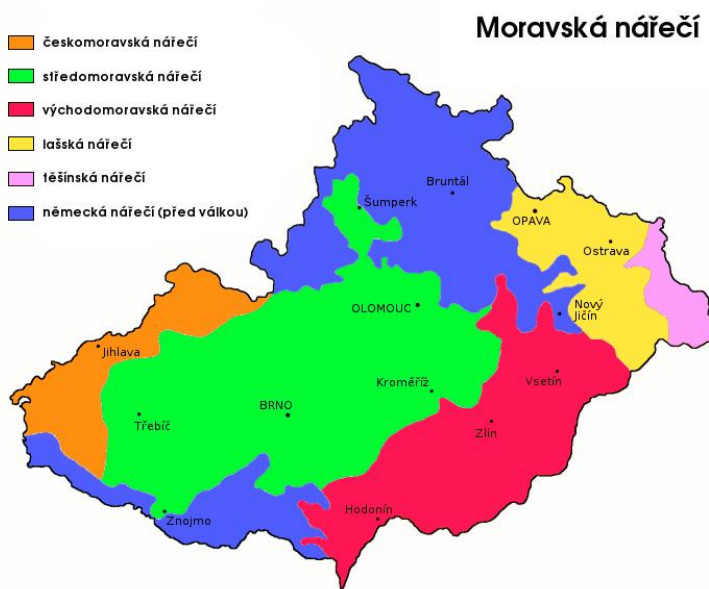 Moravská nářečí
českomoravská nářečí
středomoravská nářečí
východomoravská nářečí
lašská nářečí
těšínská nářečí
německá nářečí (před válkou)
Bruntál
Šumperk
OPAVA
Ostrava
OLOMOUC
Nový
Jičín
Jihlava
Vsetín
Kroměříž
BRNO
Třebíč
Zlín
Znojmo
Hodonín